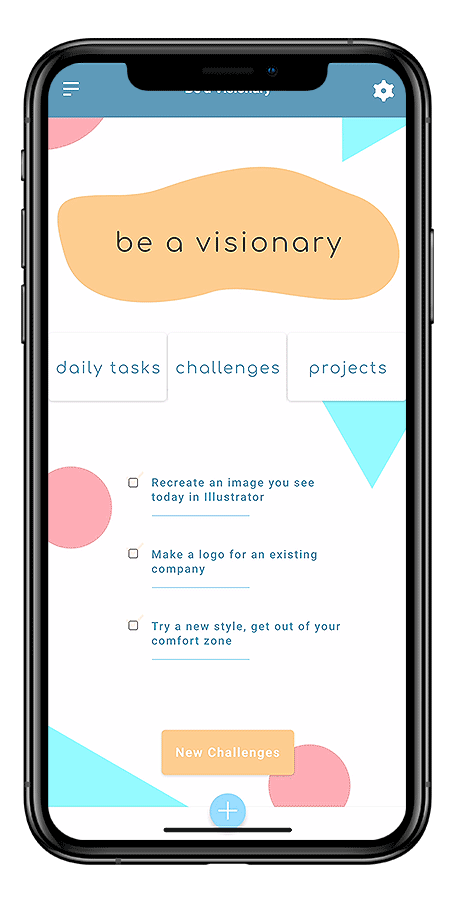 Be a Visionary
be a visionary
daily tasks challenges projects
Recreate an image you see
today in Illustrator
Make a logo for an existing
company
Try a new style, get out of your
comfort zone
New Challenges